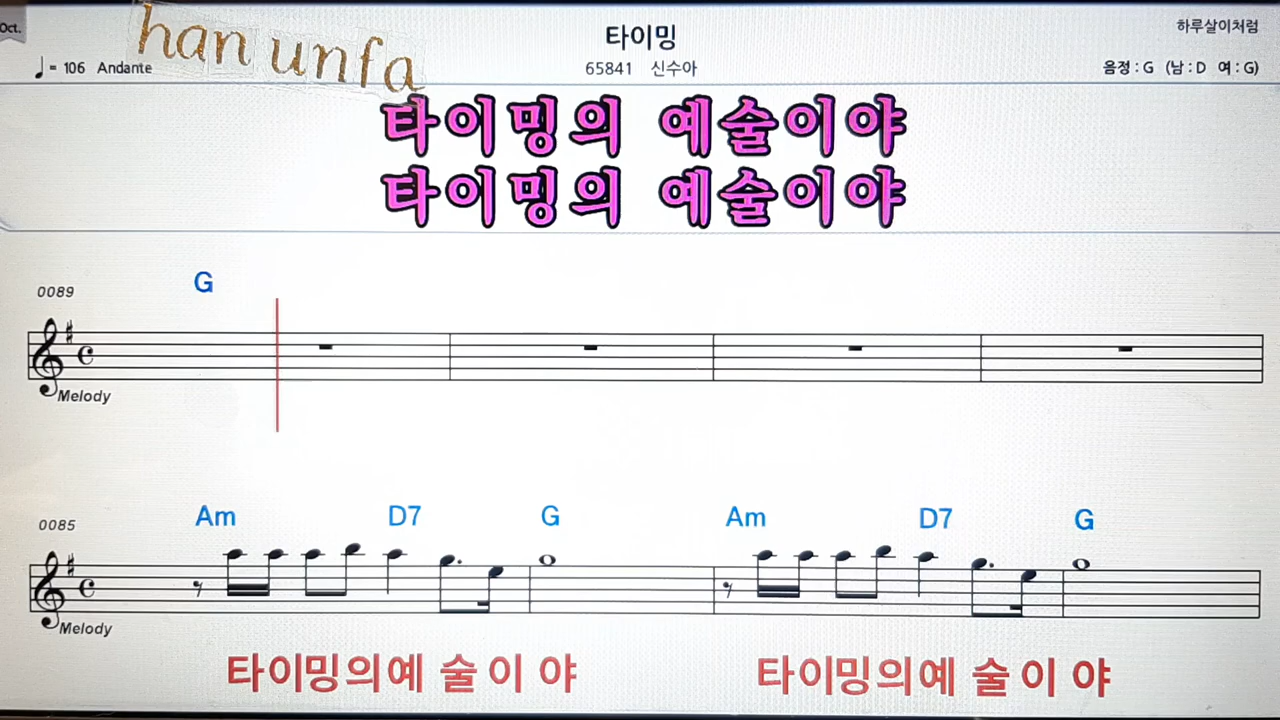 Oct.
han unfa
타이밍
하루살이처럼
♩= 106 Andante
65841 신수아
음정 : G (남 : D 여 : G)
타이밍의 예술이야
타이밍의 예술이야
G
0089
Melody
Am D7 G Am D7 G
0085
Melody
타이밍의예 술 이 야 타이밍의예 술 이 야